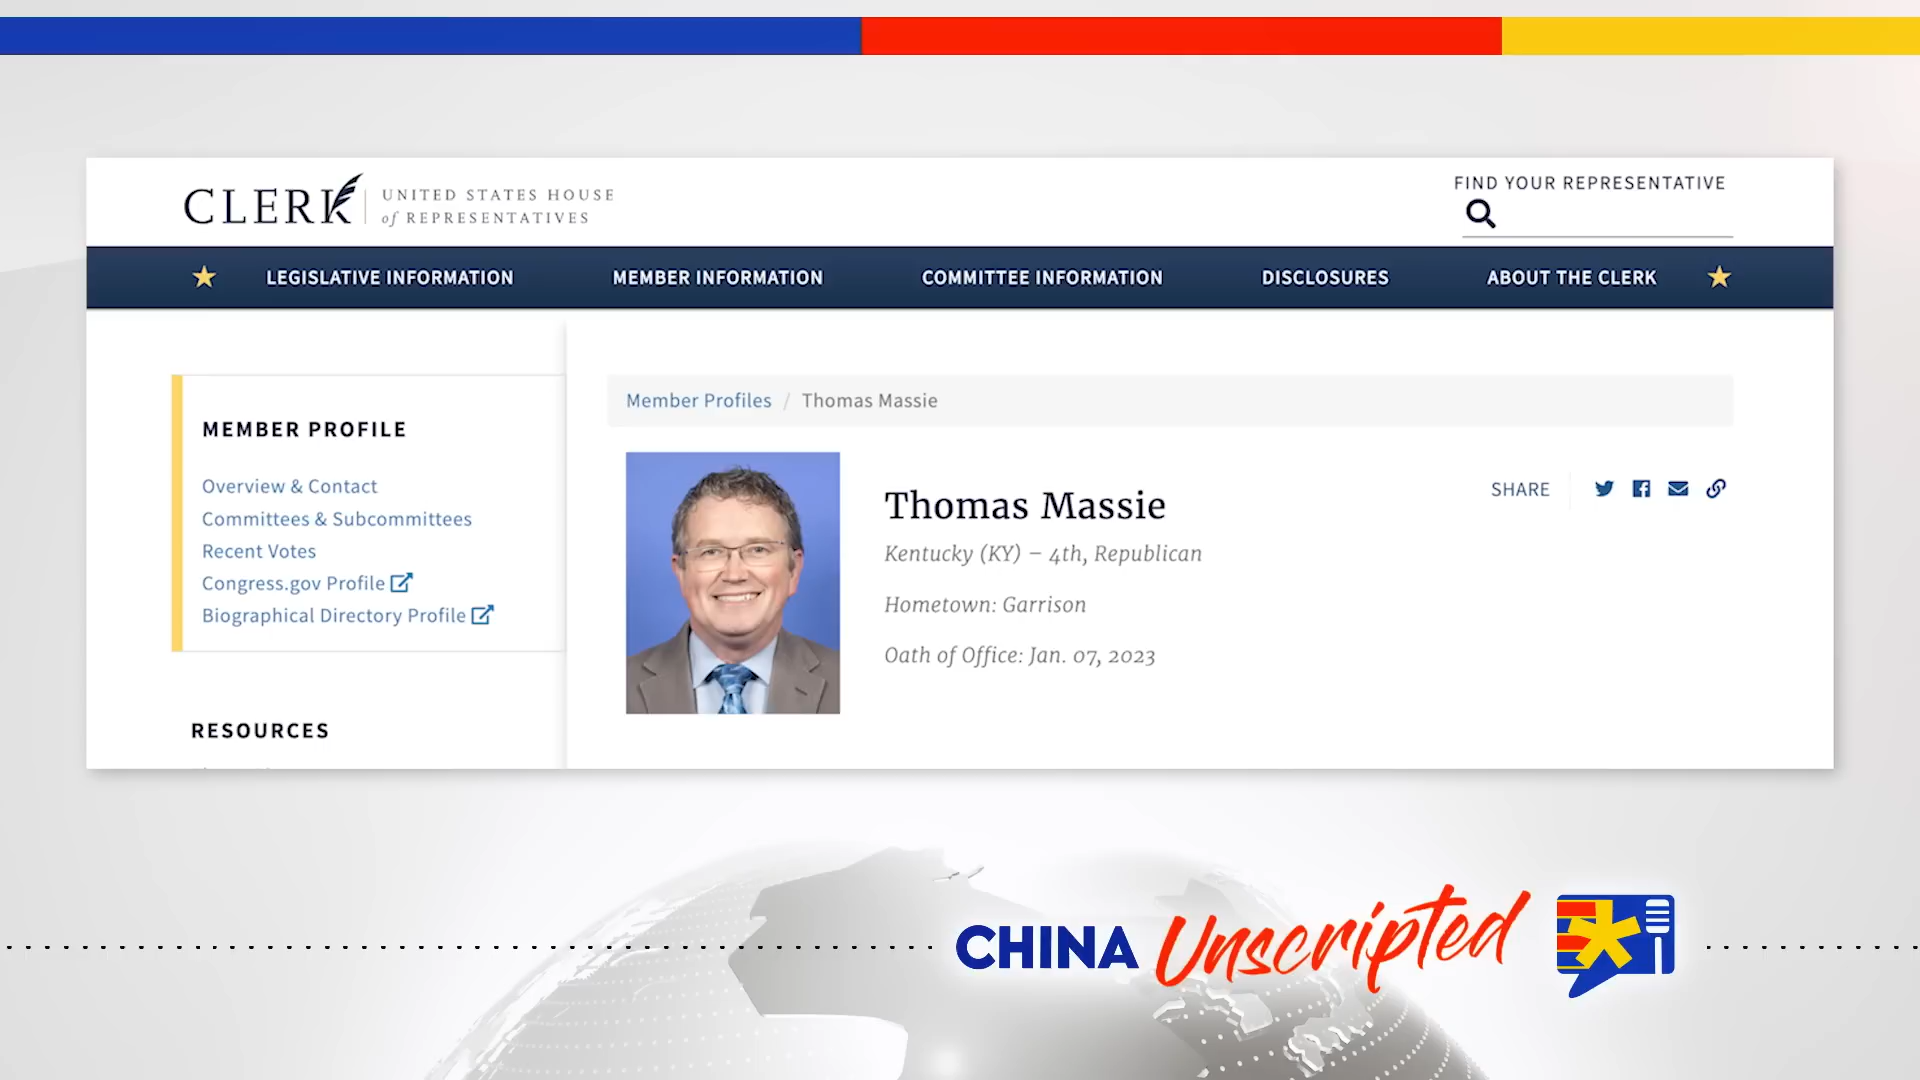 CLERK
UNITED STATES HOUSE
of REPRESENTATIVES
FIND YOUR REPRESENTATIVE
LEGISLATIVE INFORMATION
MEMBER INFORMATION
COMMITTEE INFORMATION
DISCLOSURES
ABOUT THE CLERK
MEMBER PROFILE
Overview & Contact
Committees & Subcommittees
Recent Votes
Congress.gov Profile
Biographical Directory Profile
RESOURCES
Member Profiles / Thomas Massie
Thomas Massie
Kentucky (KY) – 4th, Republican
Hometown: Garrison
Oath of Office: Jan. 07, 2023
SHARE
CHINA Unscripted